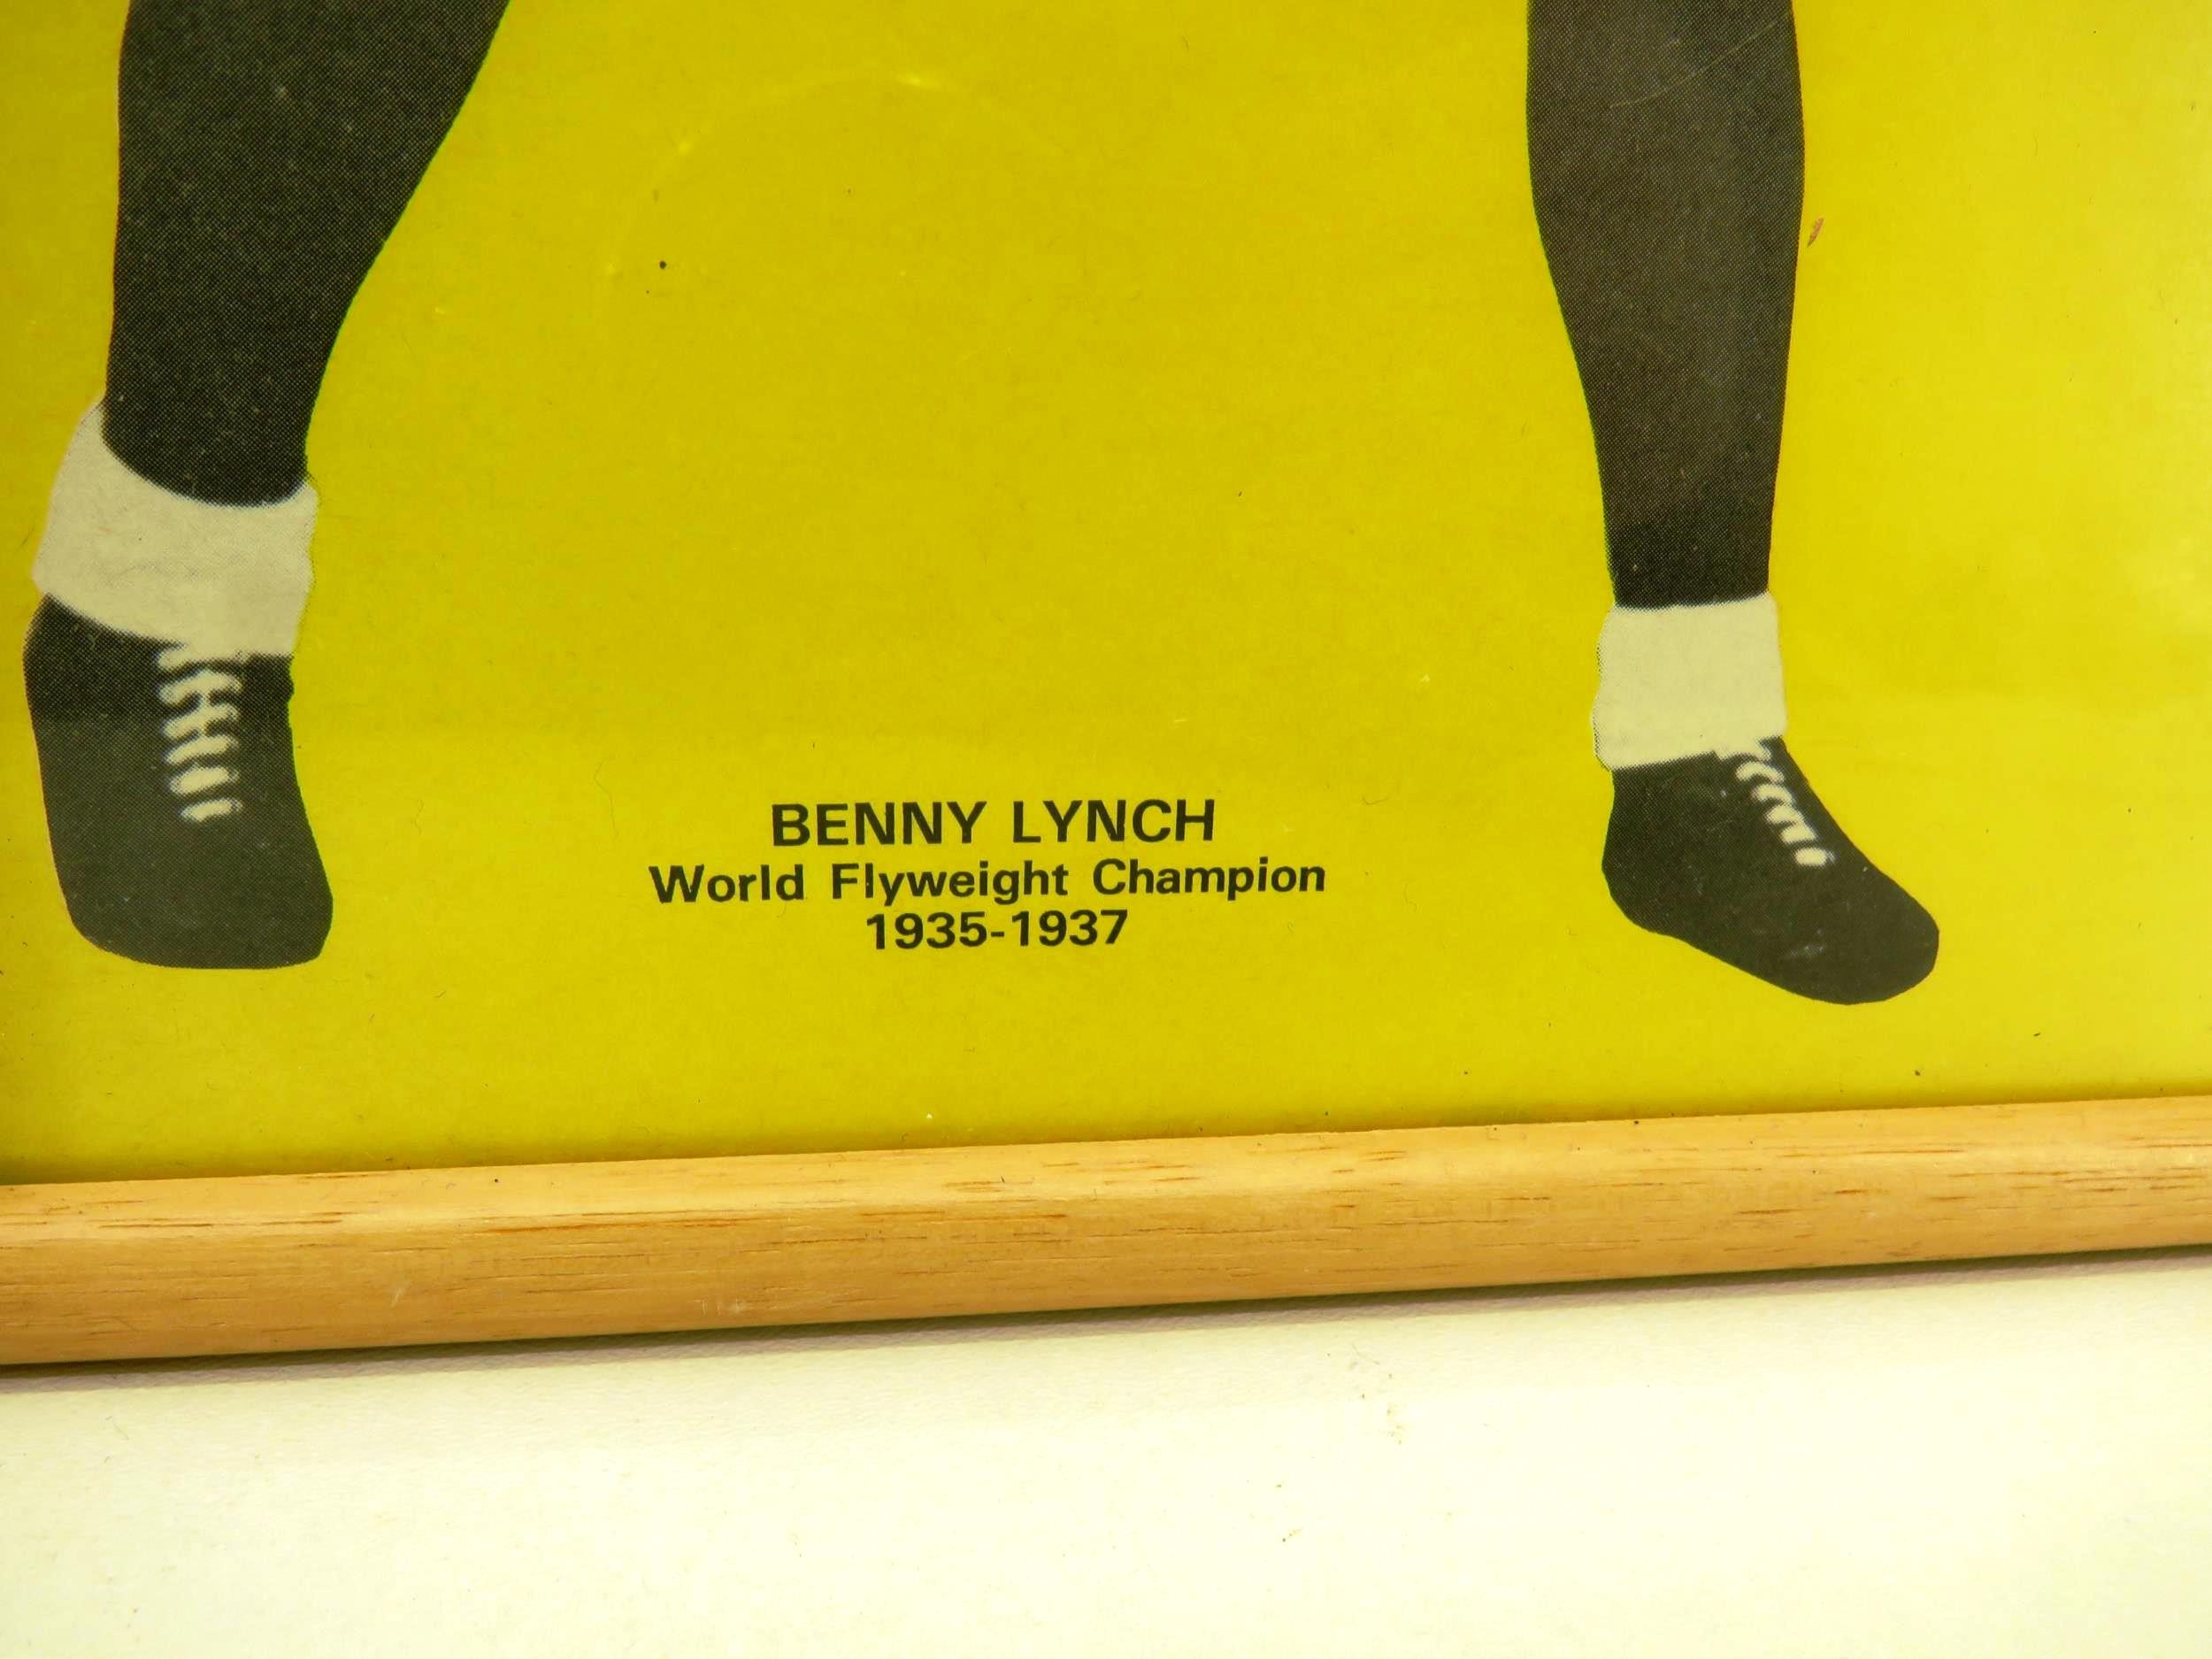 BENNY LYNCH
World Flyweight Champion
1935-1937